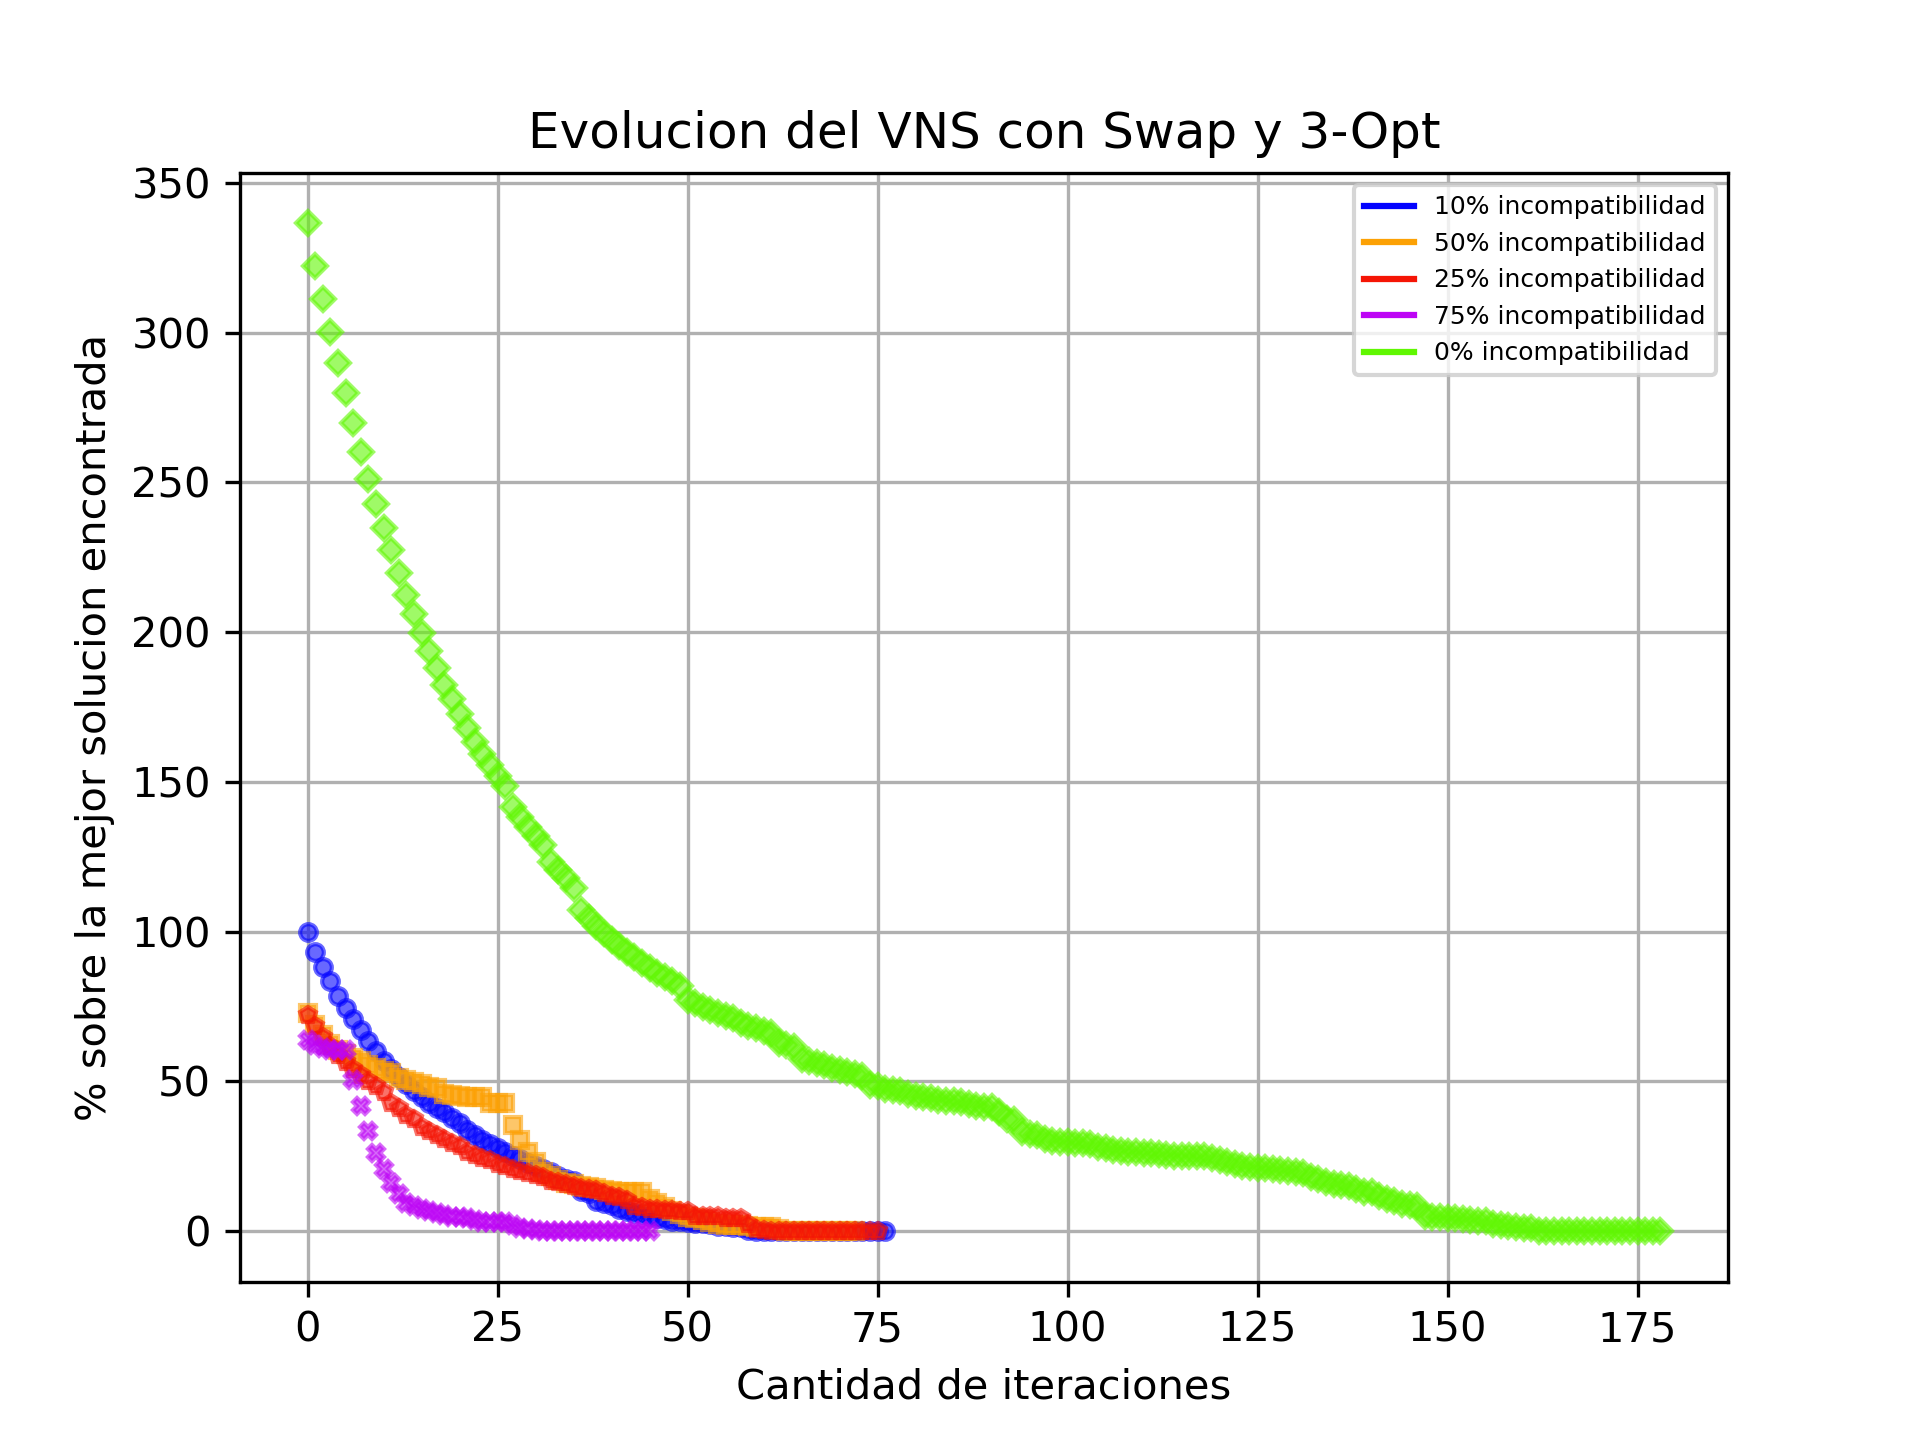 Evolucion del VNS con Swap y 3-Opt
350
300
250
200
150
100
50
0
% sobre la mejor solucion encontrada
10% incompatibilidad
50% incompatibilidad
25% incompatibilidad
75% incompatibilidad
0% incompatibilidad
0 25 50 75 100 125 150 175
Cantidad de iteraciones